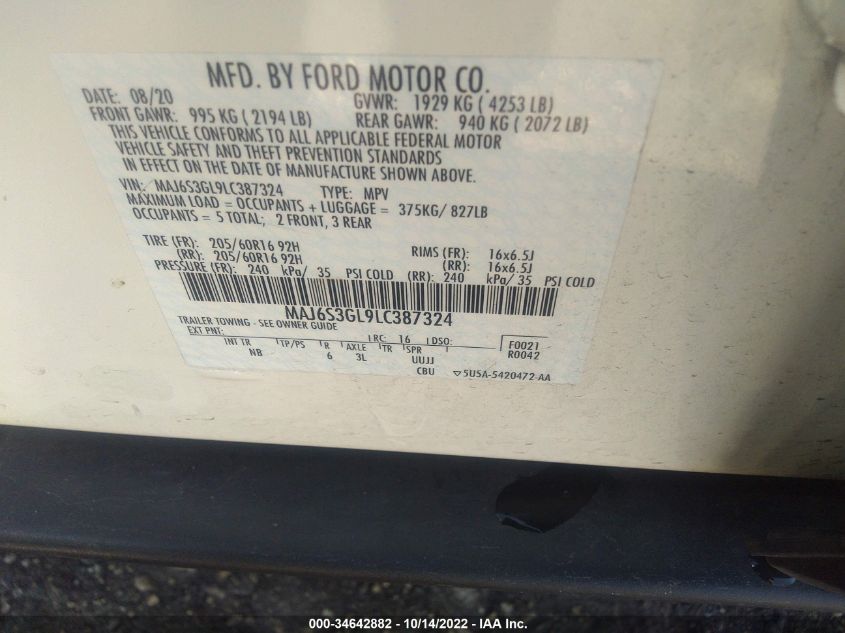 MFD. BY FORD MOTOR CO.
DATE: 08/20 GVWR: 1929 KG ( 4253 LB)
FRONT GAWR: 995 KG ( 2194 LB) REAR GAWR: 940 KG ( 2072 LB)
THIS VEHICLE CONFORMS TO ALL APPLICABLE FEDERAL MOTOR
VEHICLE SAFETY AND THEFT PREVENTION STANDARDS
IN EFFECT ON THE DATE OF MANUFACTURE SHOWN ABOVE.
VIN: MAJ6S3GL9LC387324 TYPE: MPV
MAXIMUM LOAD = OCCUPANTS + LUGGAGE = 375KG/ 827LB
OCCUPANTS = 5 TOTAL; 2 FRONT, 3 REAR
TIRE (FR): 205/60R16 92H RIMS (FR): 16x6.5J
(RR): 205/60R16 92H (RR): 16x6.5J
PRESSURE (FR): 240 kPa/ 35 PSI COLD (RR): 240 kPa/ 35 PSI COLD
MAJ6S3GL9LC387324
TRAILER TOWING - SEE OWNER GUIDE
EXT PNT: RC: 16 DSO: F0021
INT TR TP/PS R AXLE TR SPR R0042
NB 6 3L UUJJ
CBU ▽5U5A-5420472-AA
000-34642882 - 10/14/2022 - IAA Inc.